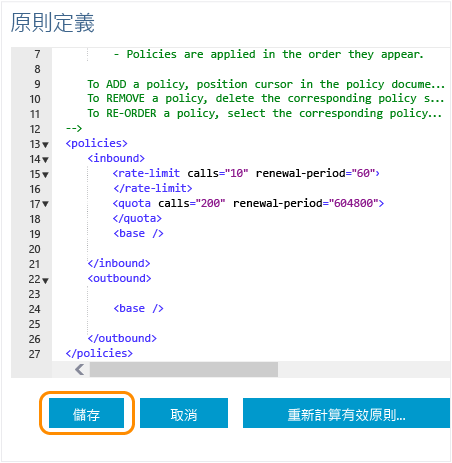 原則定義
7 - Policies are applied in the order they appear.
8
9 To ADD a policy, position cursor in the policy docume...
10 To REMOVE a policy, delete the corresponding policy s...
11 To RE-ORDER a policy, select the corresponding policy...
12 -->
13 <policies>
14 <inbound>
15 <rate-limit calls="10" renewal-period="60">
16 </rate-limit>
17 <quota calls="200" renewal-period="604800">
18 </quota>
19 <base />
20
21 </inbound>
22 <outbound>
23
24 <base />
25
26 </outbound>
27 </policies>
儲存 取消 重新計算有效原則...